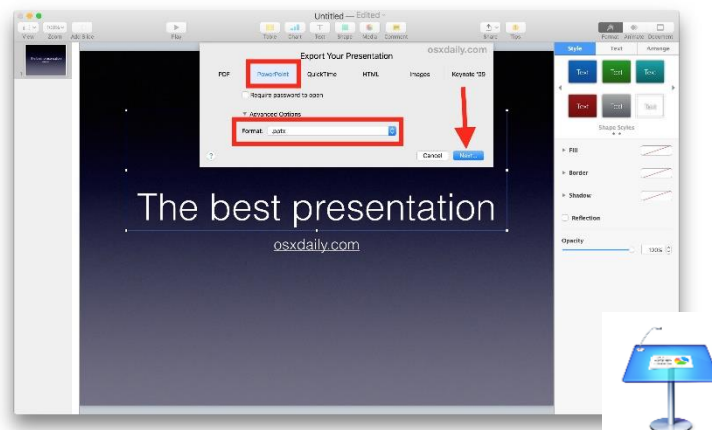 Untitled — Edited
View Zoom Add Slide Play Table Chart Text Shape Media Comment Share Tips Format Animate Document
osxdaily.com
Export Your Presentation
Style Text Arrange
PDF PowerPoint QuickTime HTML Images Keynote '09
Text Text Text
Require password to open
Advanced Options
Text Text Text
Format: .pptx
Shape Styles
? Cancel Next...
Fill
Border
Shadow
The best presentation
Reflection
osxdaily.com
Opacity 100%
1